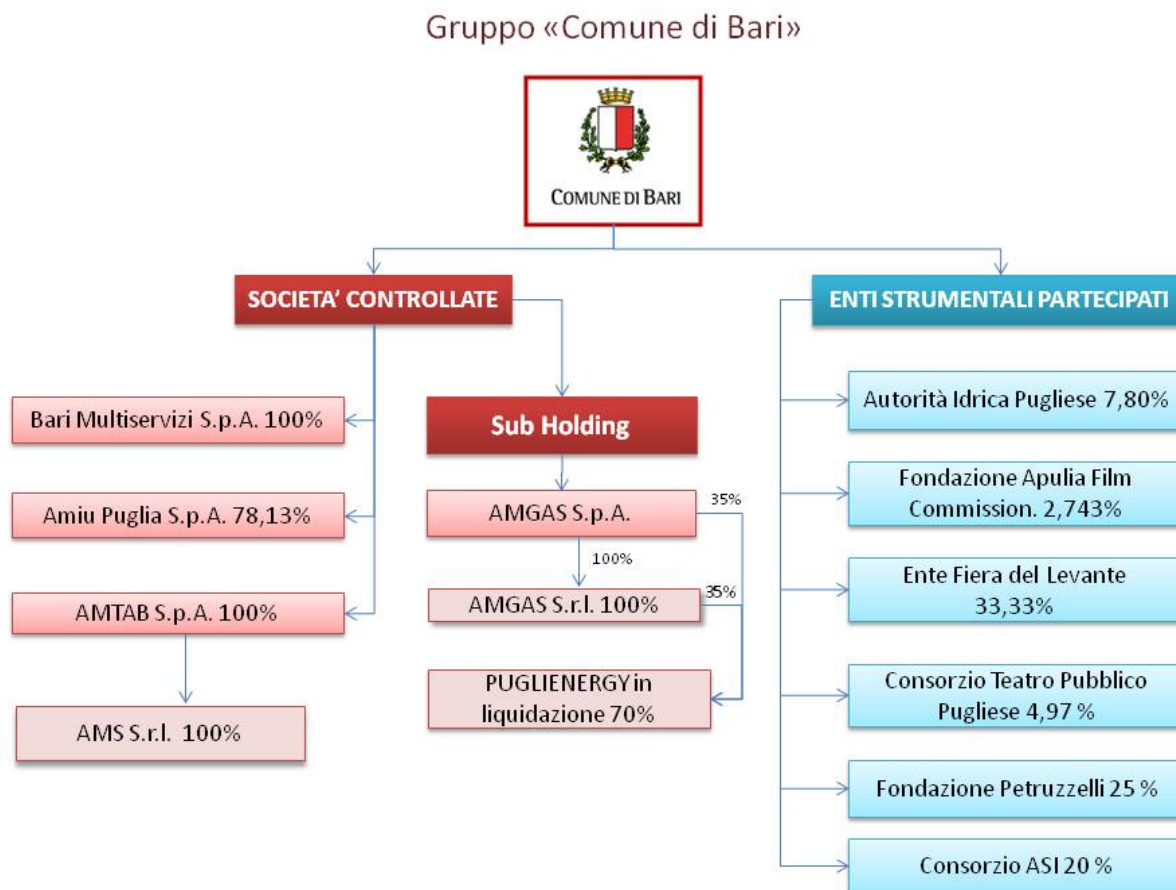 Gruppo «Comune di Bari»
COMUNE DI BARI
SOCIETA’ CONTROLLATE
Bari Multiservizi S.p.A. 100%
Amiu Puglia S.p.A. 78,13%
AMTAB S.p.A. 100%
AMS S.r.l. 100%
Sub Holding
AMGAS S.p.A.
35%
100%
AMGAS S.r.l. 100%
35%
PUGLIENERGY in
liquidazione 70%
ENTI STRUMENTALI PARTECIPATI
Autorità Idrica Pugliese 7,80%
Fondazione Apulia Film
Commission. 2,743%
Ente Fiera del Levante
33,33%
Consorzio Teatro Pubblico
Pugliese 4,97 %
Fondazione Petruzzelli 25 %
Consorzio ASI 20 %